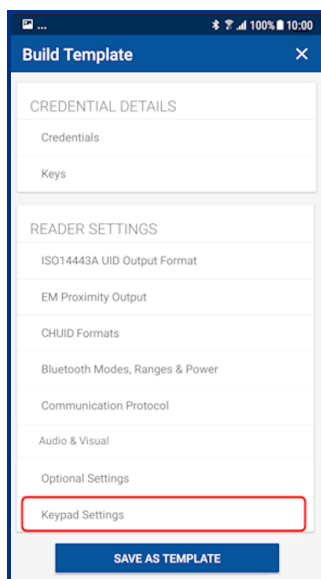 ... 100% 10:00
Build Template
CREDENTIAL DETAILS
Credentials
Keys
READER SETTINGS
ISO14443A UID Output Format
EM Proximity Output
CHUID Formats
Bluetooth Modes, Ranges & Power
Communication Protocol
Audio & Visual
Optional Settings
Keypad Settings
SAVE AS TEMPLATE